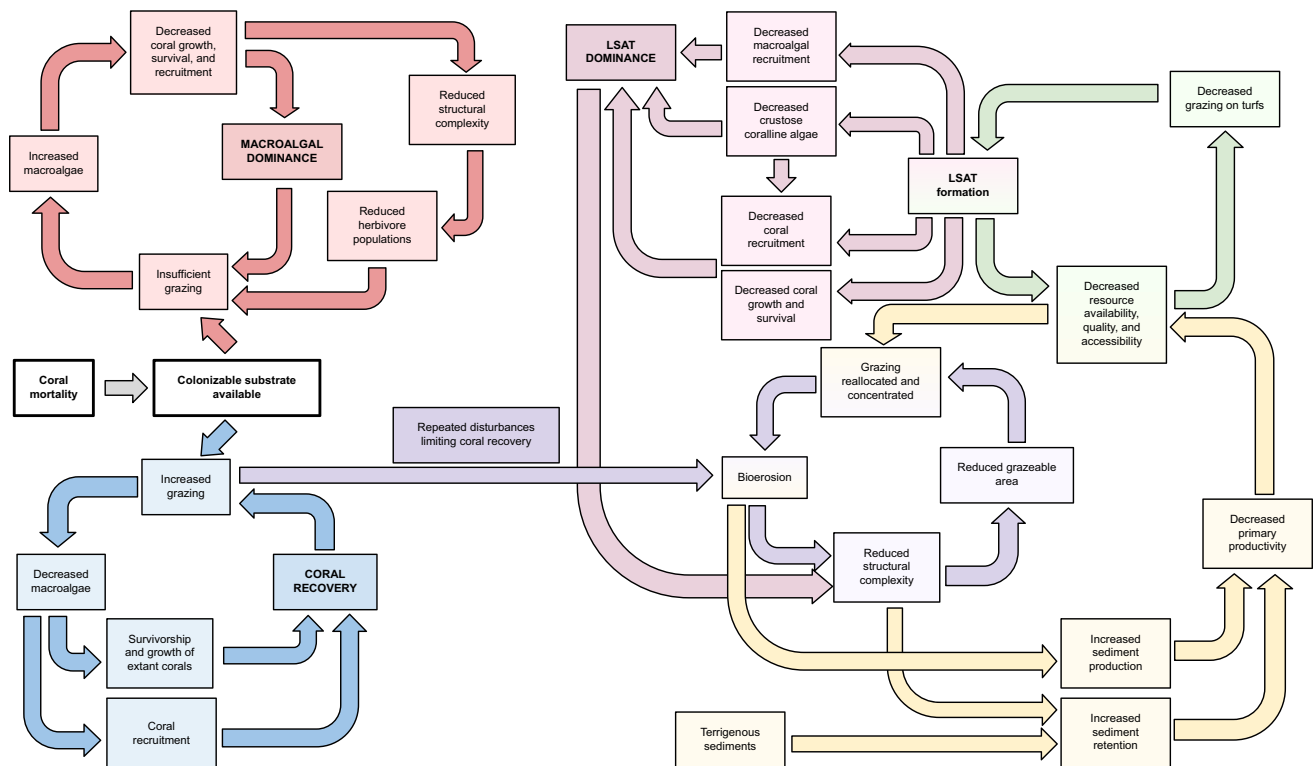 Decreased
coral growth,
survival, and
recruitment
Reduced
structural
complexity
MACROALGAL
DOMINANCE
Increased
macroalgae
Reduced
herbivore
populations
Insufficient
grazing
Coral
mortality
Colonizable substrate
available
Increased
grazing
Decreased
macroalgae
CORAL
RECOVERY
Survivorship
and growth of
extant corals
Coral
recruitment
Repeated disturbances
limiting coral recovery
LSAT
DOMINANCE
Decreased
macroalgal
recruitment
Decreased
crustose
coralline algae
Decreased
coral
recruitment
Decreased coral
growth and
survival
LSAT
formation
Decreased
grazing on turfs
Decreased
resource
availability,
quality, and
accessibility
Grazing
reallocated and
concentrated
Bioerosion
Reduced grazeable
area
Reduced
structural
complexity
Decreased
primary
productivity
Increased
sediment
production
Increased
sediment
retention
Terrigenous
sediments